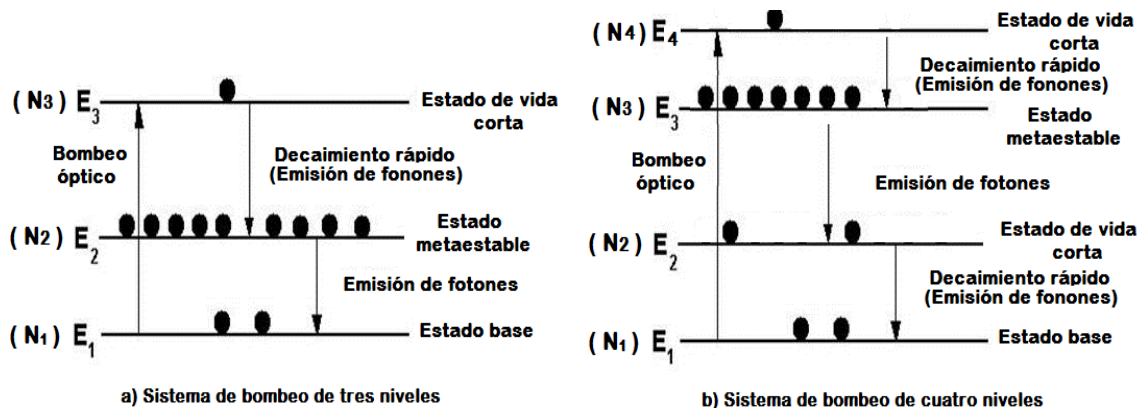 (N3) E3
Estado de vida
corta
Bombeo
óptico
Decaimiento rápido
(Emisión de fonones)
(N2) E2
Estado
metaestable
Emisión de fotones
(N1) E1
Estado base
a) Sistema de bombeo de tres niveles
(N4) E4
Estado de vida
corta
Decaimiento rápido
(Emisión de fonones)
(N3) E3
Estado
metaestable
Bombeo
óptico
Emisión de fotones
(N2) E2
Estado de vida
corta
Decaimiento rápido
(Emisión de fonones)
(N1) E1
Estado base
b) Sistema de bombeo de cuatro niveles